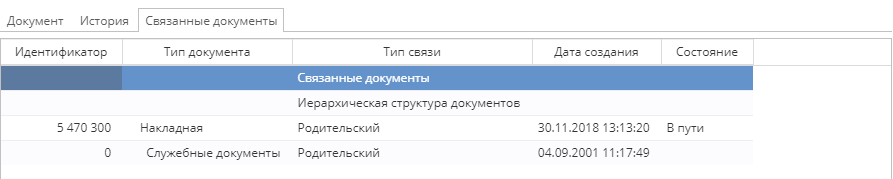 Документ История Связанные документы
Идентификатор Тип документа Тип связи Дата создания Состояние
Связанные документы
Иерархическая структура документов
5 470 300 Накладная Родительский 30.11.2018 13:13:20 В пути
0 Служебные документы Родительский 04.09.2001 11:17:49